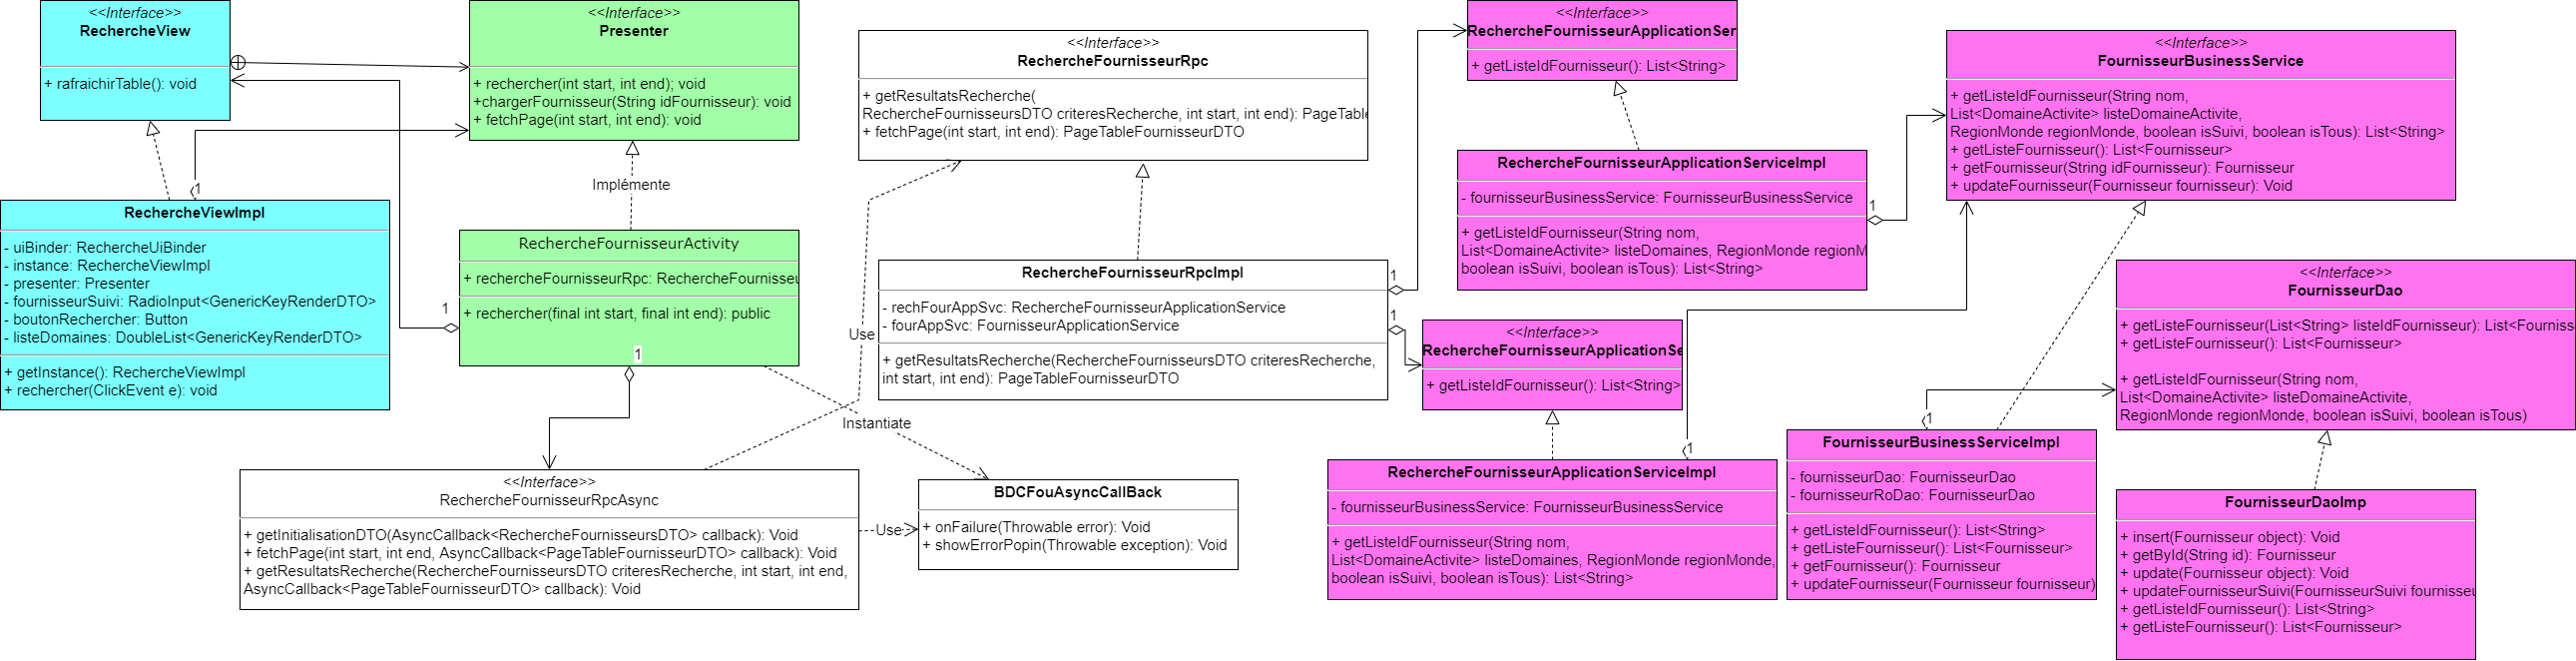 <<Interface>>
RechercheView
+ rafraichirTable(): void
<<Interface>>
Presenter
+ rechercher(int start, int end); void
+chargerFournisseur(String idFournisseur): void
+ fetchPage(int start, int end): void
1
RechercheViewImpl
- uiBinder: RechercheUiBinder
- instance: RechercheViewImpl
- presenter: Presenter
- fournisseurSuivi: RadioInput<GenericKeyRenderDTO>
- boutonRechercher: Button
- listeDomaines: DoubleList<GenericKeyRenderDTO>
+ getInstance(): RechercheViewImpl
+ rechercher(ClickEvent e): void
Implémente
RechercheFournisseurActivity
+ rechercheFournisseurRpc: RechercheFournisseu
+ rechercher(final int start, final int end): public
1
1
Instantiate
Use
<<Interface>>
RechercheFournisseurRpcAsync
+ getInitialisationDTO(AsyncCallback<RechercheFournisseursDTO> callback): Void
+ fetchPage(int start, int end, AsyncCallback<PageTableFournisseurDTO> callback): Void
+ getResultatsRecherche(RechercheFournisseursDTO criteresRecherche, int start, int end,
AsyncCallback<PageTableFournisseurDTO> callback): Void
Use
BDCFouAsyncCallBack
+ onFailure(Throwable error): Void
+ showErrorPopin(Throwable exception): Void
<<Interface>>
RechercheFournisseurRpc
+ getResultatsRecherche(
RechercheFournisseursDTO criteresRecherche, int start, int end): PageTable
+ fetchPage(int start, int end): PageTableFournisseurDTO
RechercheFournisseurRpcImpl
- rechFourAppSvc: RechercheFournisseurApplicationService
- fourAppSvc: FournisseurApplicationService
+ getResultatsRecherche(RechercheFournisseursDTO criteresRecherche,
int start, int end): PageTableFournisseurDTO
1
1
<<Interface>>
RechercheFournisseurApplicationSer
+ getListeIdFournisseur(): List<String>
RechercheFournisseurApplicationServiceImpl
- fournisseurBusinessService: FournisseurBusinessService
+ getListeIdFournisseur(String nom,
List<DomaineActivite> listeDomaines, RegionMonde regionM
boolean isSuivi, boolean isTous): List<String>
1
<<Interface>>
RechercheFournisseurApplicationSe
+ getListeIdFournisseur(): List<String>
1
RechercheFournisseurApplicationServiceImpl
- fournisseurBusinessService: FournisseurBusinessService
+ getListeIdFournisseur(String nom,
List<DomaineActivite> listeDomaines, RegionMonde regionMonde,
boolean isSuivi, boolean isTous): List<String>
<<Interface>>
FournisseurBusinessService
+ getListeIdFournisseur(String nom,
List<DomaineActivite> listeDomaineActivite,
RegionMonde regionMonde, boolean isSuivi, boolean isTous): List<String>
+ getListeFournisseur(): List<Fournisseur>
+ getFournisseur(String idFournisseur): Fournisseur
+ updateFournisseur(Fournisseur fournisseur): Void
1
FournisseurBusinessServiceImpl
- fournisseurDao: FournisseurDao
- fournisseurRoDao: FournisseurDao
+ getListeIdFournisseur(): List<String>
+ getListeFournisseur(): List<Fournisseur>
+ getFournisseur(): Fournisseur
+ updateFournisseur(Fournisseur fournisseur)
<<Interface>>
FournisseurDao
+ getListeFournisseur(List<String> listeIdFournisseur): List<Fourniss
+ getListeFournisseur(): List<Fournisseur>
+ getListeIdFournisseur(String nom,
List<DomaineActivite> listeDomaineActivite,
RegionMonde regionMonde, boolean isSuivi, boolean isTous)
FournisseurDaoImp
+ insert(Fournisseur object): Void
+ getById(String id): Fournisseur
+ update(Fournisseur object): Void
+ updateFournisseurSuivi(FournisseurSuivi fournisseu
+ getListeIdFournisseur(): List<String>
+ getListeFournisseur(): List<Fournisseur>